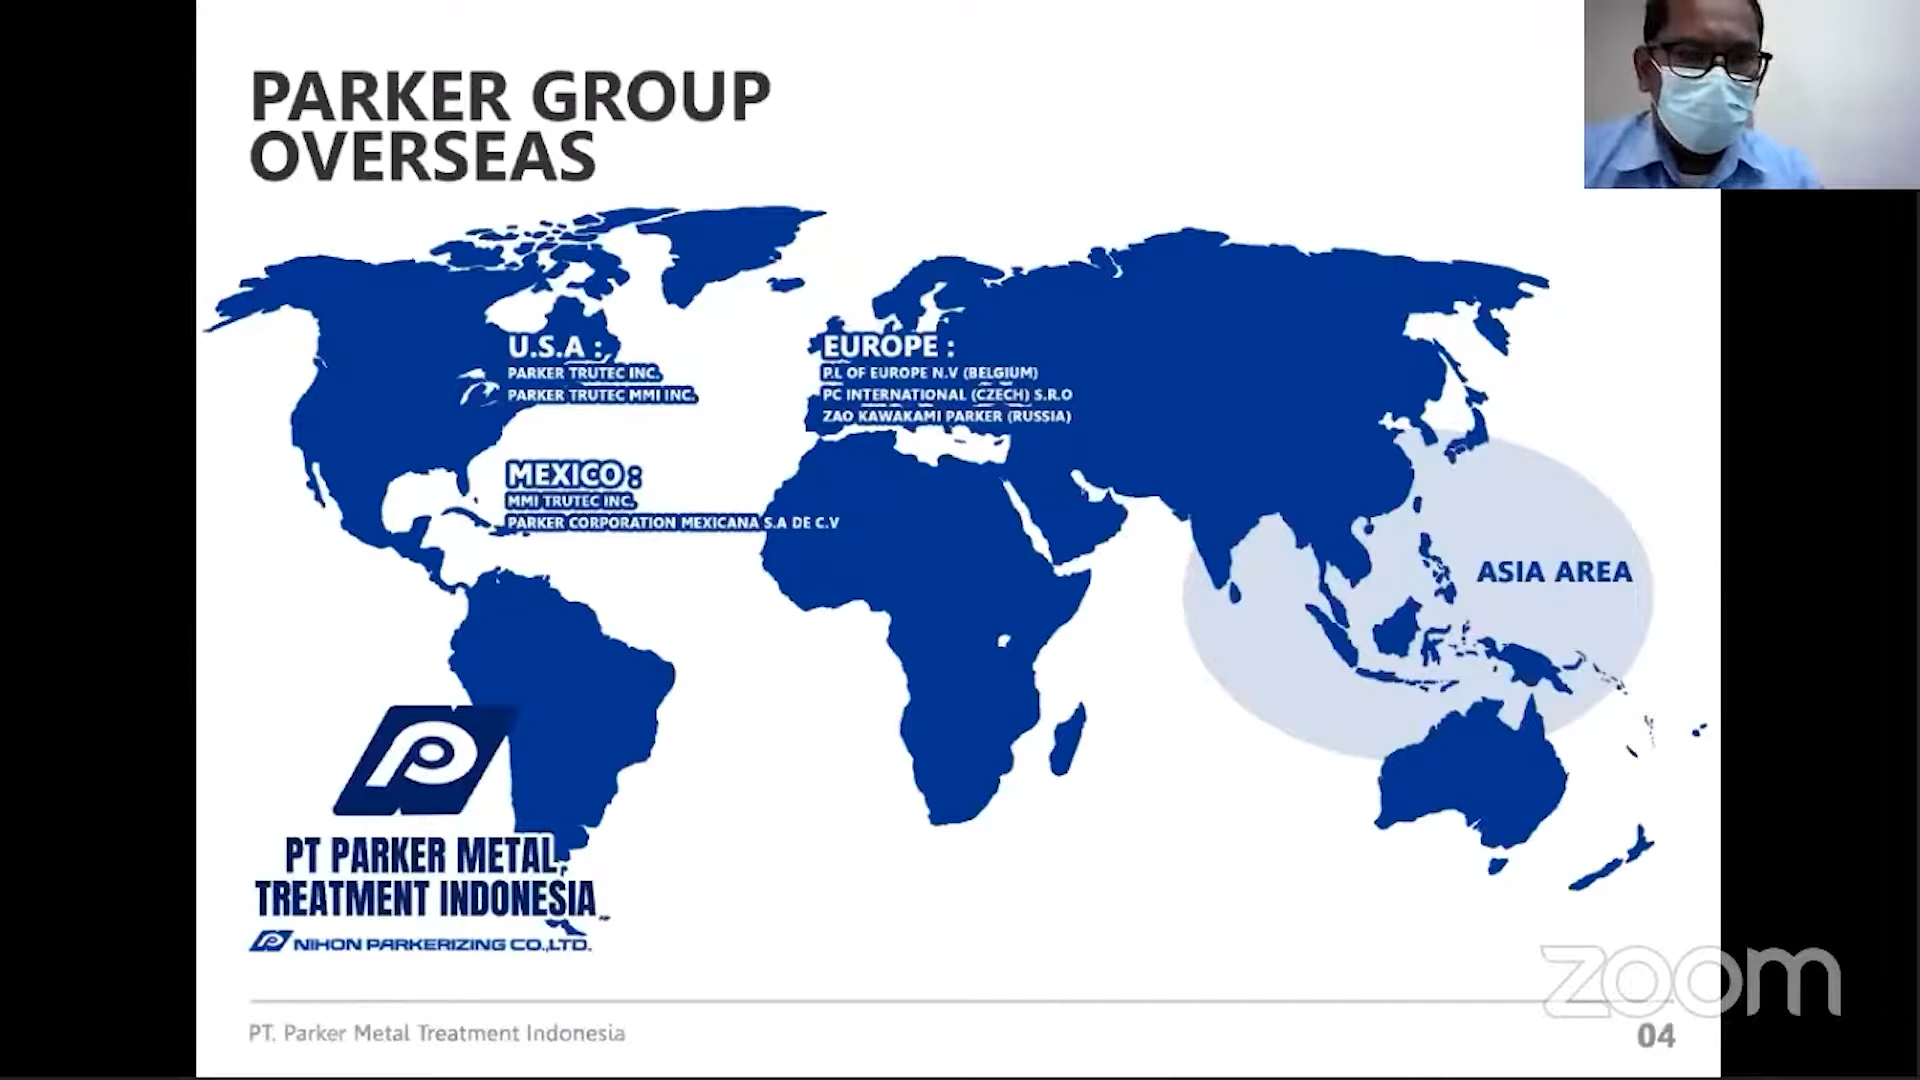 PARKER GROUP
OVERSEAS
U.S.A :
PARKER TRUTEC INC.
PARKER TRUTEC MMI INC.
EUROPE :
P.L OF EUROPE N.V (BELGIUM)
PC INTERNATIONAL (CZECH) S.R.O
ZAO KAWAKAMI PARKER (RUSSIA)
MEXICO :
MMI TRUTEC INC.
PARKER CORPORATION MEXICANA S.A DE C.V
ASIA AREA
PT PARKER METAL
TREATMENT INDONESIA
NIHON PARKERIZING CO.,LTD.
zoom
PT. Parker Metal Treatment Indonesia
04